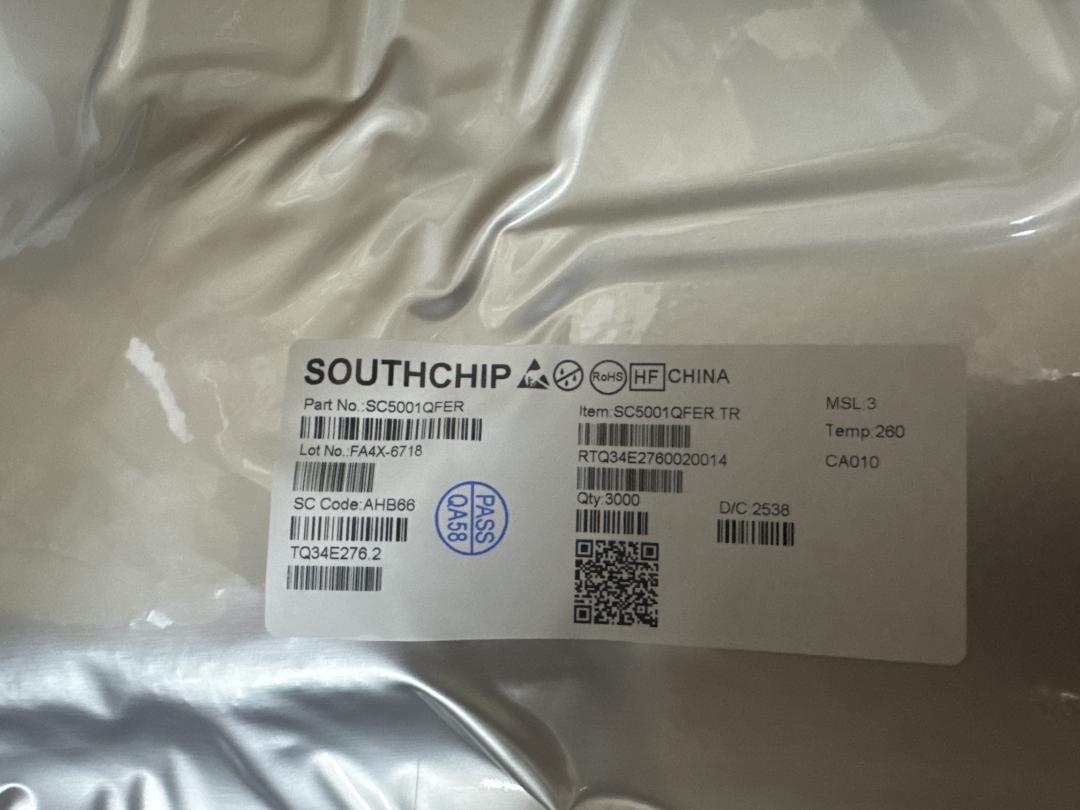 SOUTHCHIP RoHS HF CHINA
Part No.:SC5001QFER
Lot No.:FA4X-6718
SC Code:AHB66
TQ34E276.2
PASS
QA58
Item:SC5001QFER.TR
RTQ34E2760020014
Qty:3000
D/C:2538
MSL:3
Temp:260
CA010